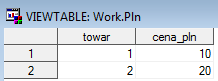 VIEWTABLE: Work.Pln
towar cena_pln
1 1 10
2 2 20